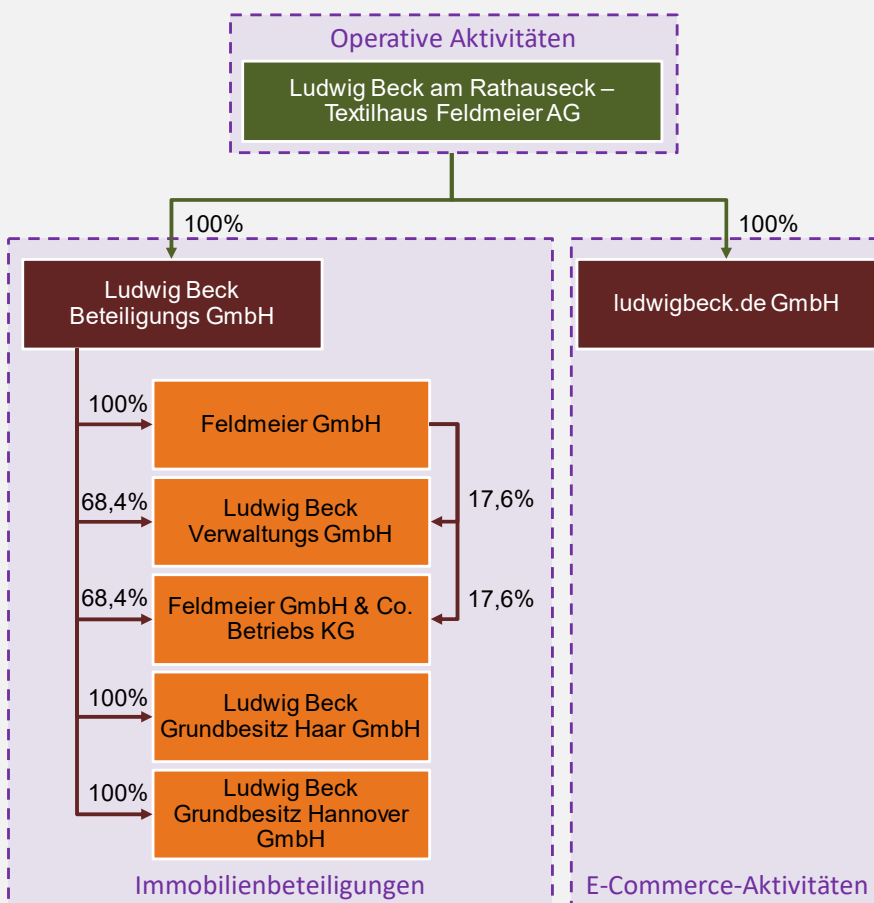 Operative Aktivitäten
Ludwig Beck am Rathauseck –
Textilhaus Feldmeier AG
100%
100%
Ludwig Beck
Beteiligungs GmbH
ludwigbeck.de GmbH
100%
Feldmeier GmbH
68,4%
Ludwig Beck
Verwaltungs GmbH
17,6%
68,4%
Feldmeier GmbH & Co.
Betriebs KG
17,6%
100%
Ludwig Beck
Grundbesitz Haar GmbH
100%
Ludwig Beck
Grundbesitz Hannover
GmbH
Immobilienbeteiligungen
E-Commerce-Aktivitäten